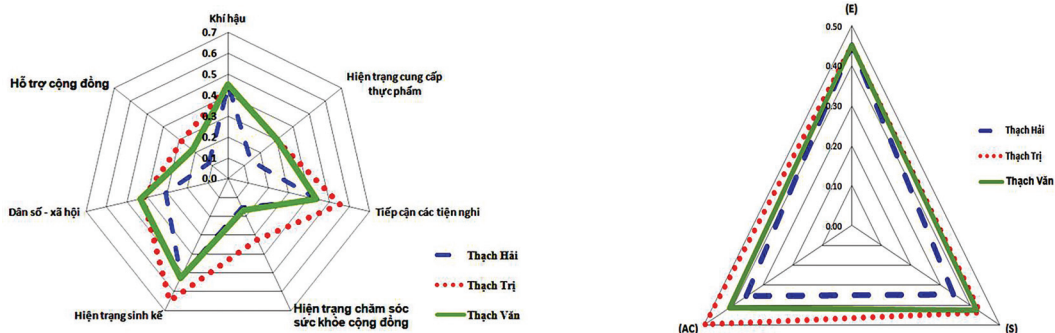 Khí hậu
0.7
0.6
0.5
0.4
0.3
0.2
0.1
0.0
Hiện trạng cung cấp
thực phẩm
Tiếp cận các tiện nghi
Hiện trạng chăm sóc
sức khỏe cộng đồng
Hiện trạng sinh kế
Dân số - xã hội
Hỗ trợ cộng đồng
Thạch Hải
Thạch Trị
Thạch Văn
(E)
0.50
0.40
0.30
0.20
0.10
0.00
(S)
(AC)
Thạch Hải
Thạch Trị
Thạch Văn